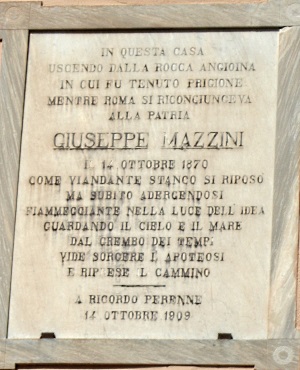 IN QUESTA CASA
USCENDO DALLA ROCCA ANGIOINA
IN CUI FU TENUTO PRIGIONE
MENTRE ROMA SI RICONGIUNGEVA
ALLA PATRIA
GIUSEPPE MAZZINI
IL 14 OTTOBRE 1870
COME VIANDANTE STANCO SI RIPOSO
MA SUBITO ADERGENDOSI
FIAMMEGGIANTE NELLA LUCE DELL'IDEA
GUARDANDO IL CIELO E IL MARE
DAL GREMBO DEI TEMPI
VIDE SORGERE L'APOTEOSI
E RIPRESE IL CAMMINO
A RICORDO PERENNE
14 OTTOBRE 1909